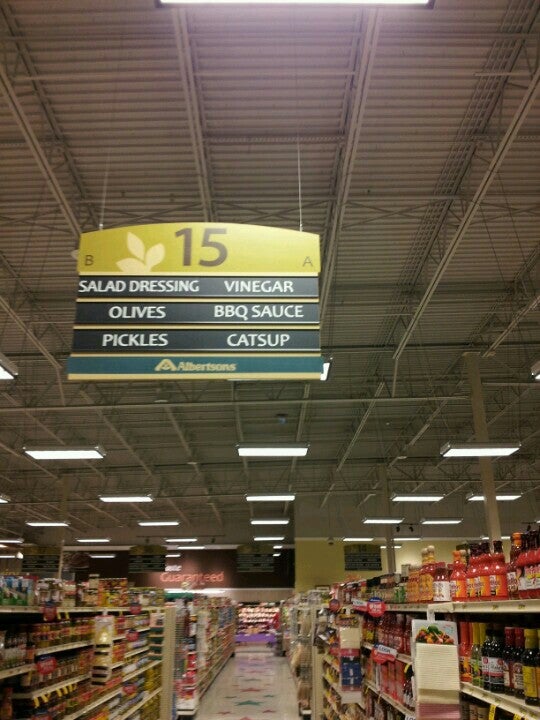 15
B A
SALAD DRESSING VINEGAR
OLIVES BBQ SAUCE
PICKLES CATSUP
Albertsons
Guaranteed